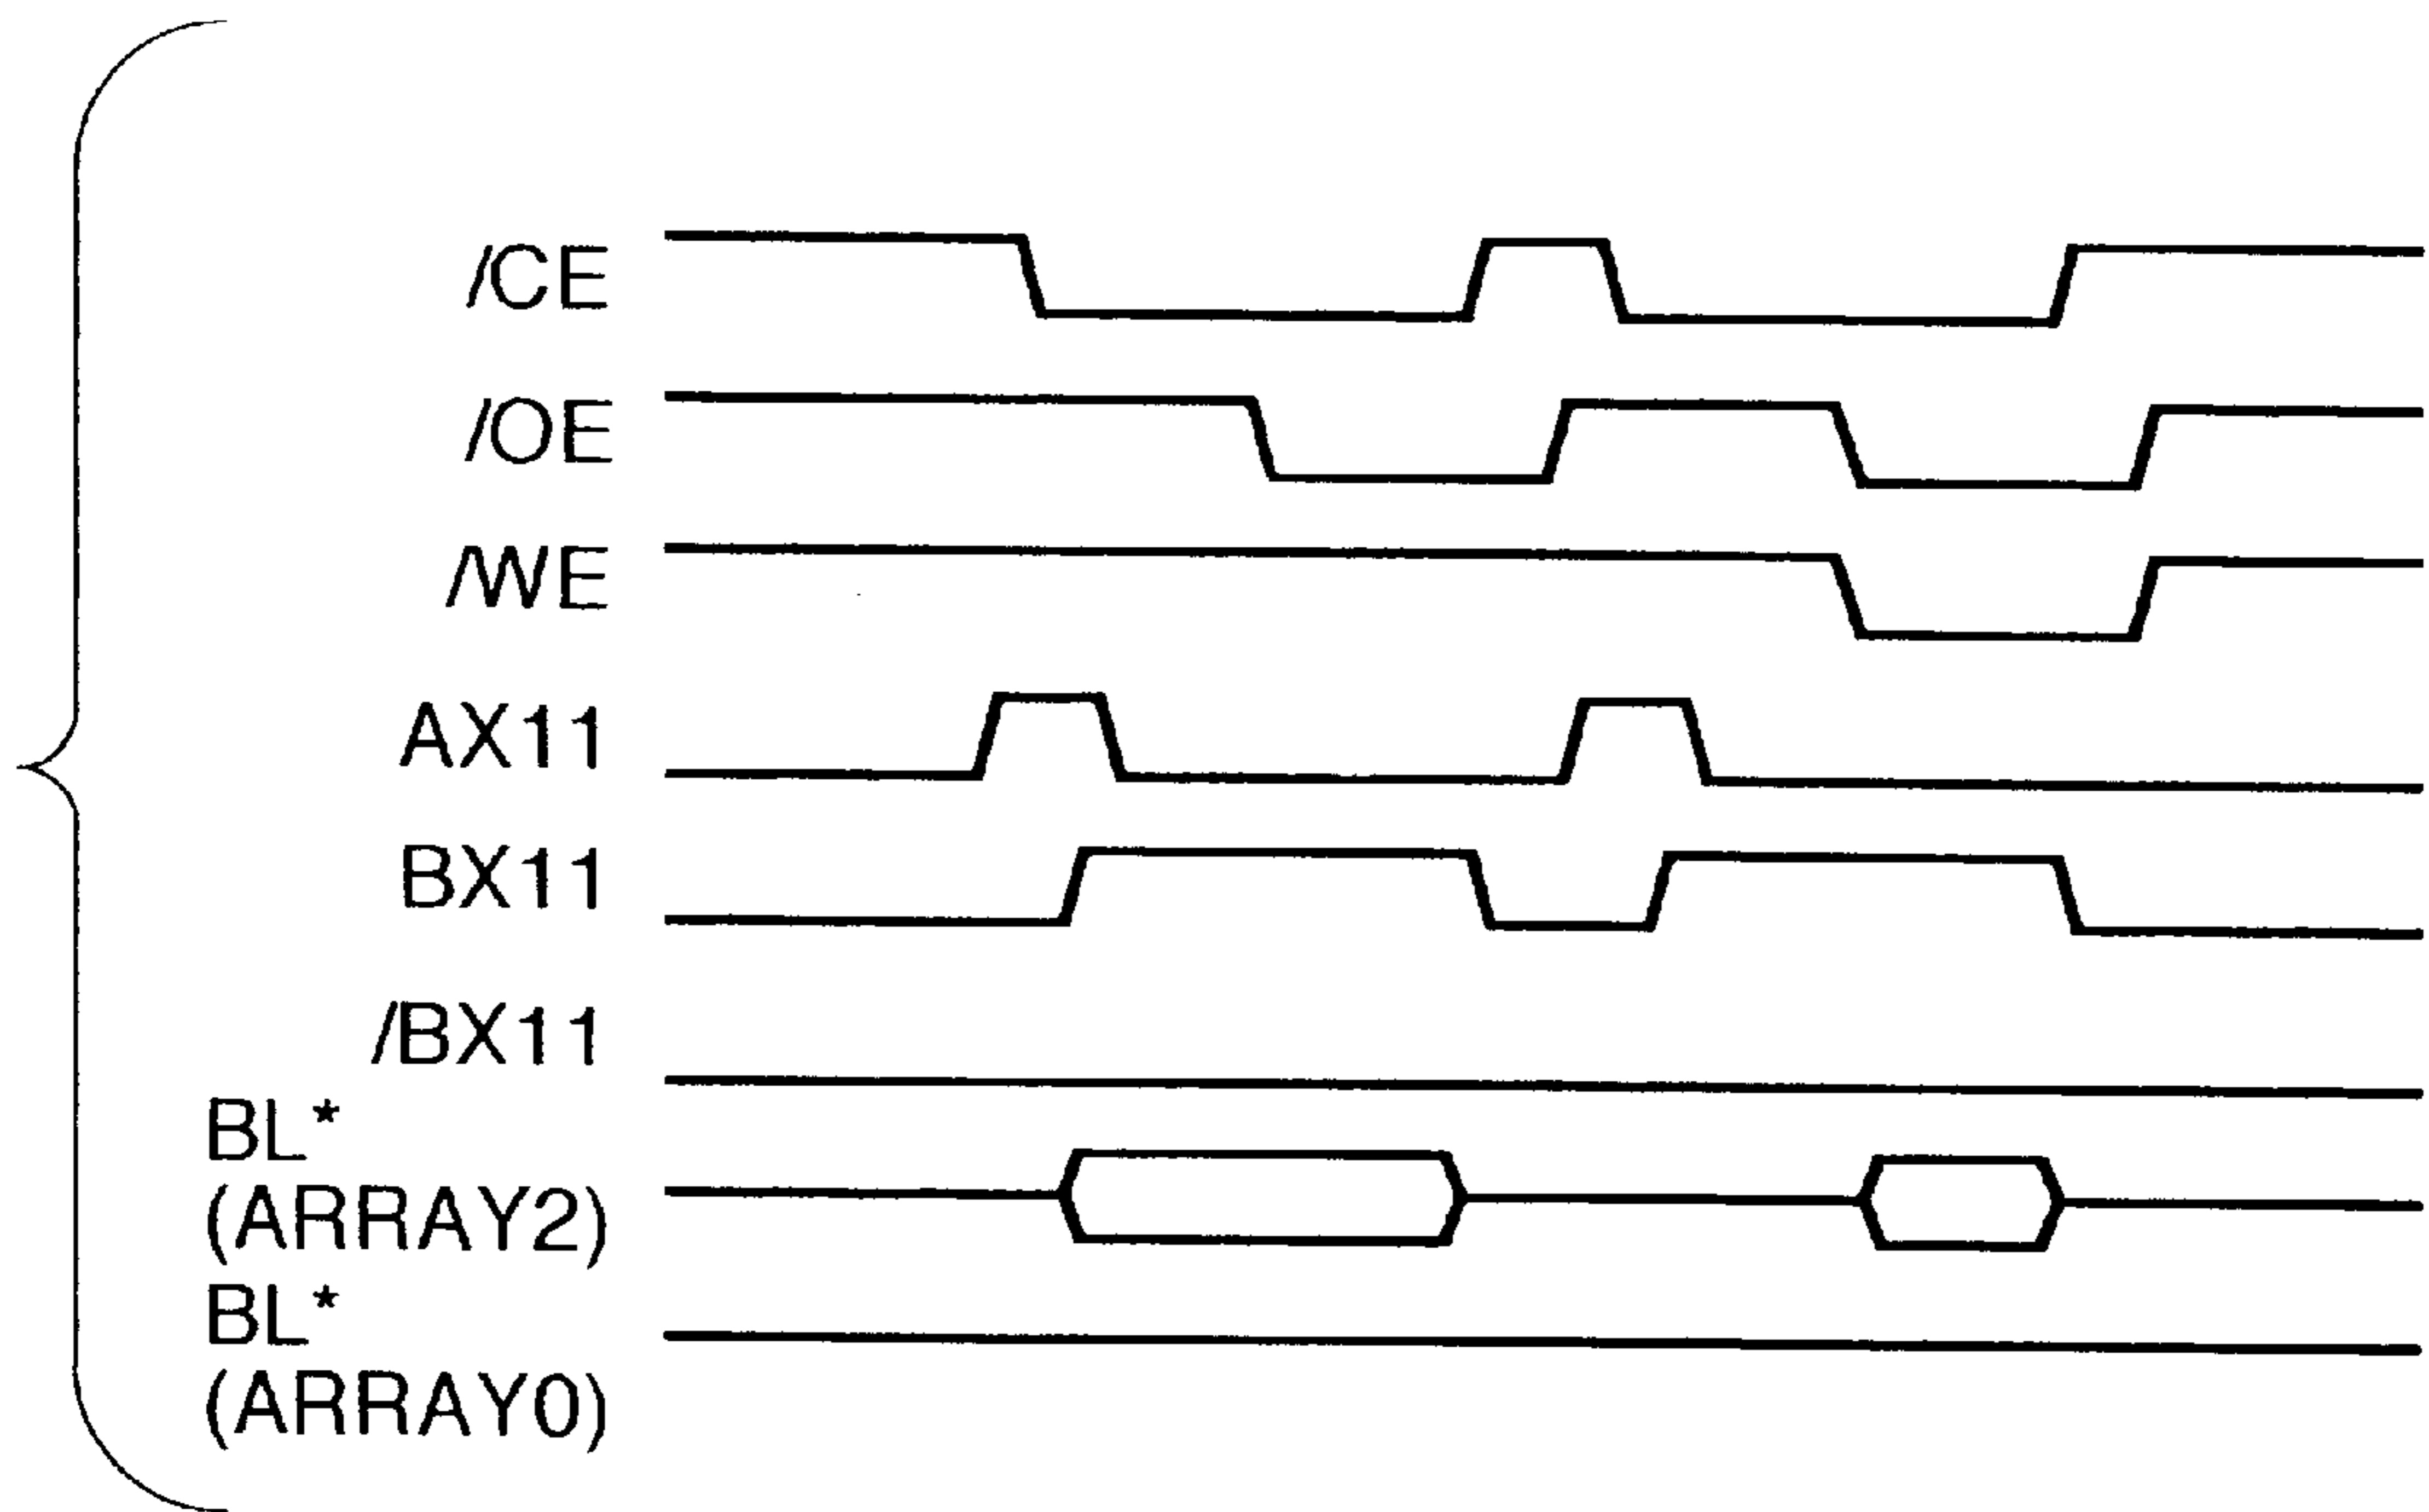 /CE
/OE
/WE
AX11
BX11
/BX11
BL*
(ARRAY2)
BL*
(ARRAY0)